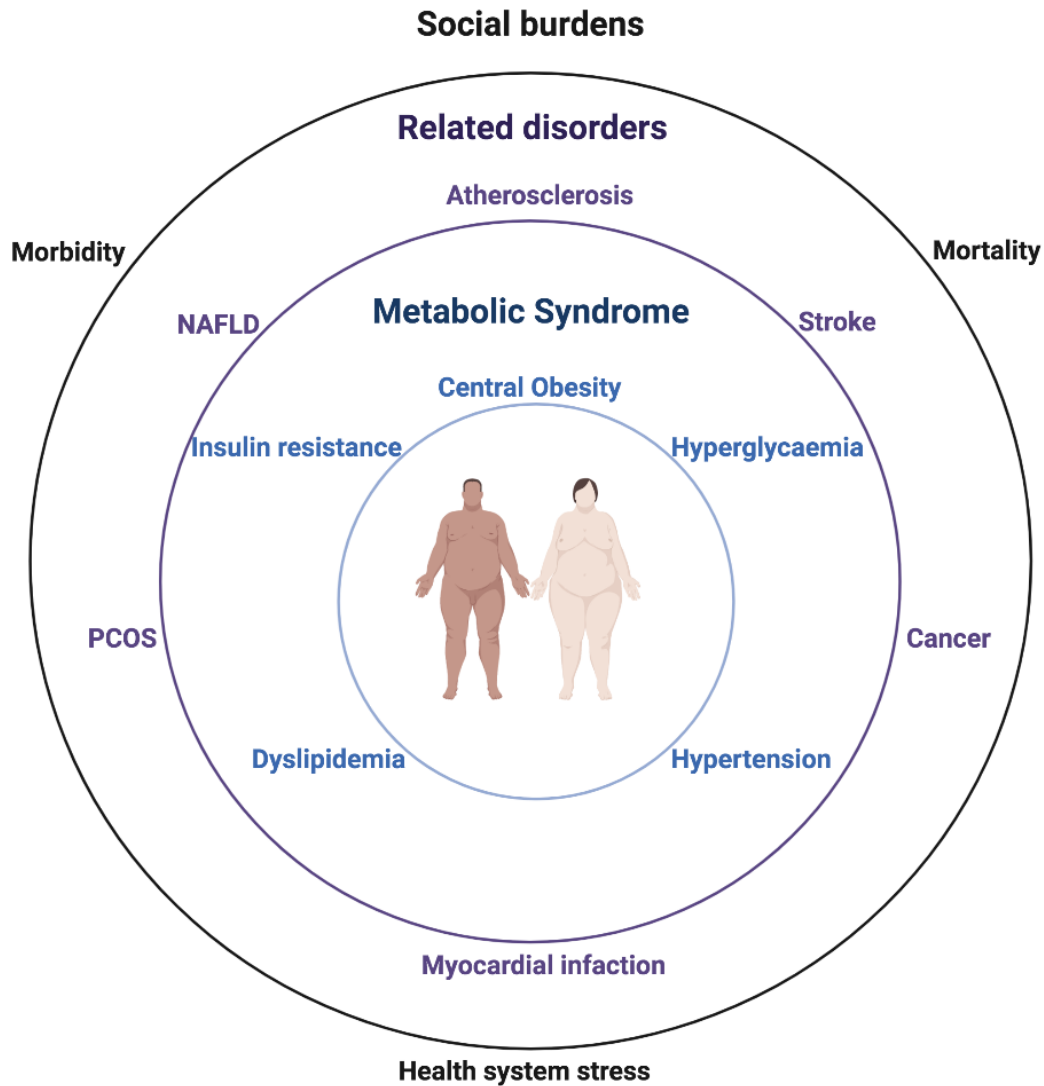 Social burdens
Related disorders
Atherosclerosis
Morbidity
Mortality
NAFLD
Metabolic Syndrome
Stroke
Central Obesity
Insulin resistance
Hyperglycaemia
PCOS
Cancer
Dyslipidemia
Hypertension
Myocardial infaction
Health system stress